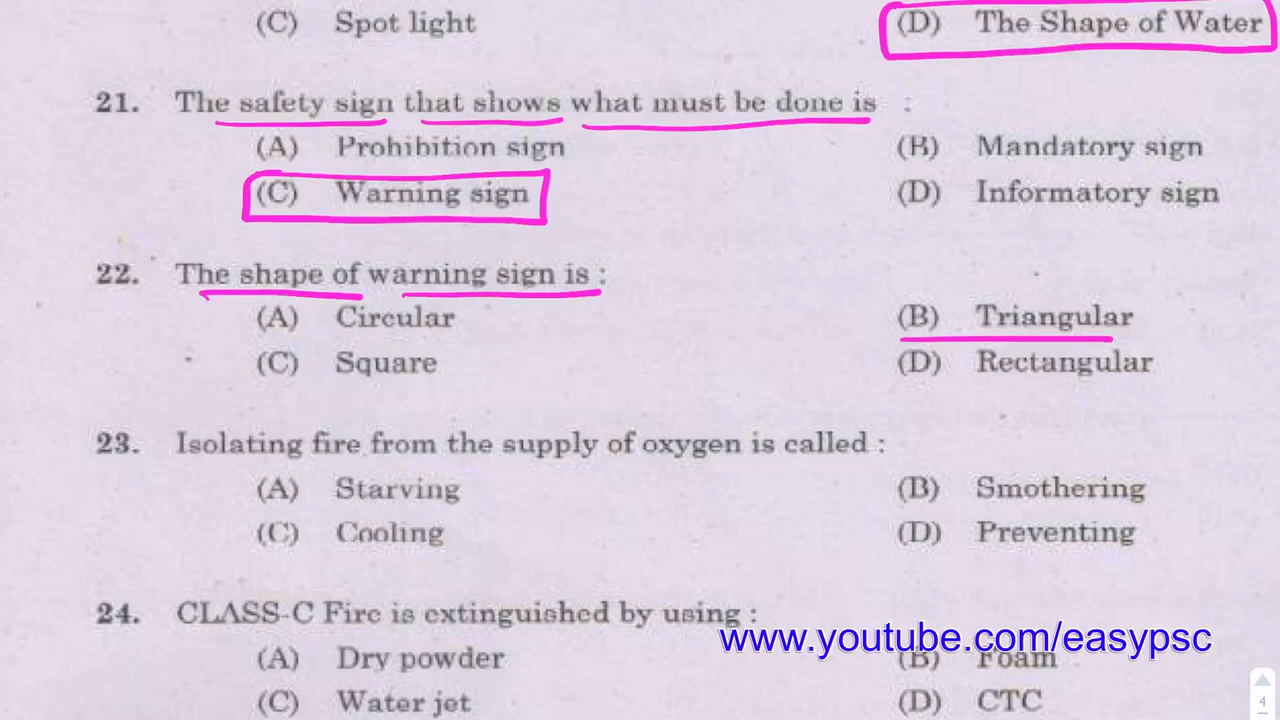 (C) Spot light (D) The Shape of Water
21. The safety sign that shows what must be done is :
(A) Prohibition sign (B) Mandatory sign
(C) Warning sign (D) Informatory sign
22. The shape of warning sign is :
(A) Circular (B) Triangular
(C) Square (D) Rectangular
23. Isolating fire from the supply of oxygen is called :
(A) Starving (B) Smothering
(C) Cooling (D) Preventing
24. CLASS-C Fire is extinguished by using :
www.youtube.com/easypsc
(A) Dry powder (B) Foam
(C) Water jet (D) CTC
4